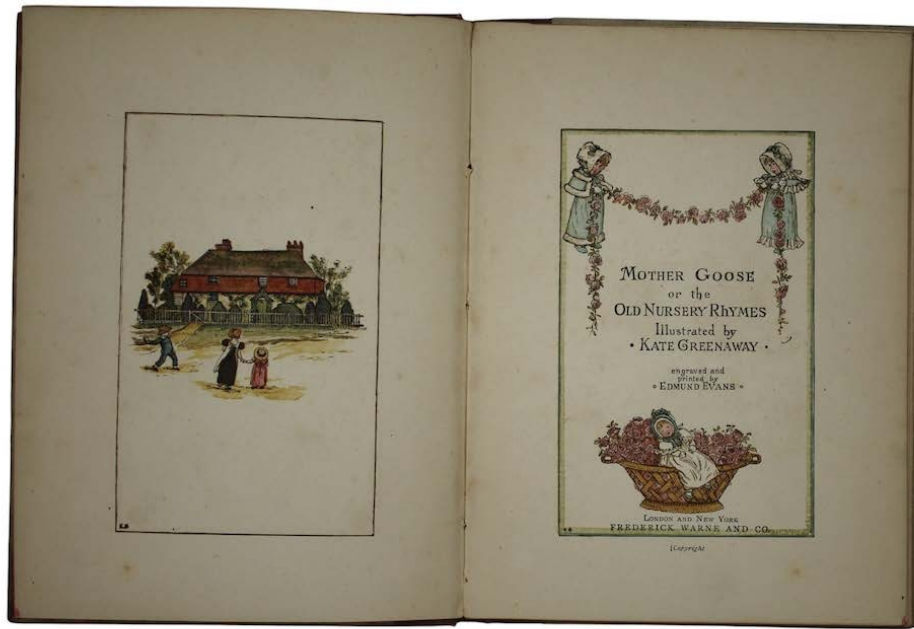 MOTHER GOOSE
or the
OLD NURSERY RHYMES
Illustrated by
• KATE GREENAWAY •
engraved and
printed by
• EDMUND EVANS •
LONDON AND NEW YORK
FREDERICK WARNE AND CO.
[Copyright